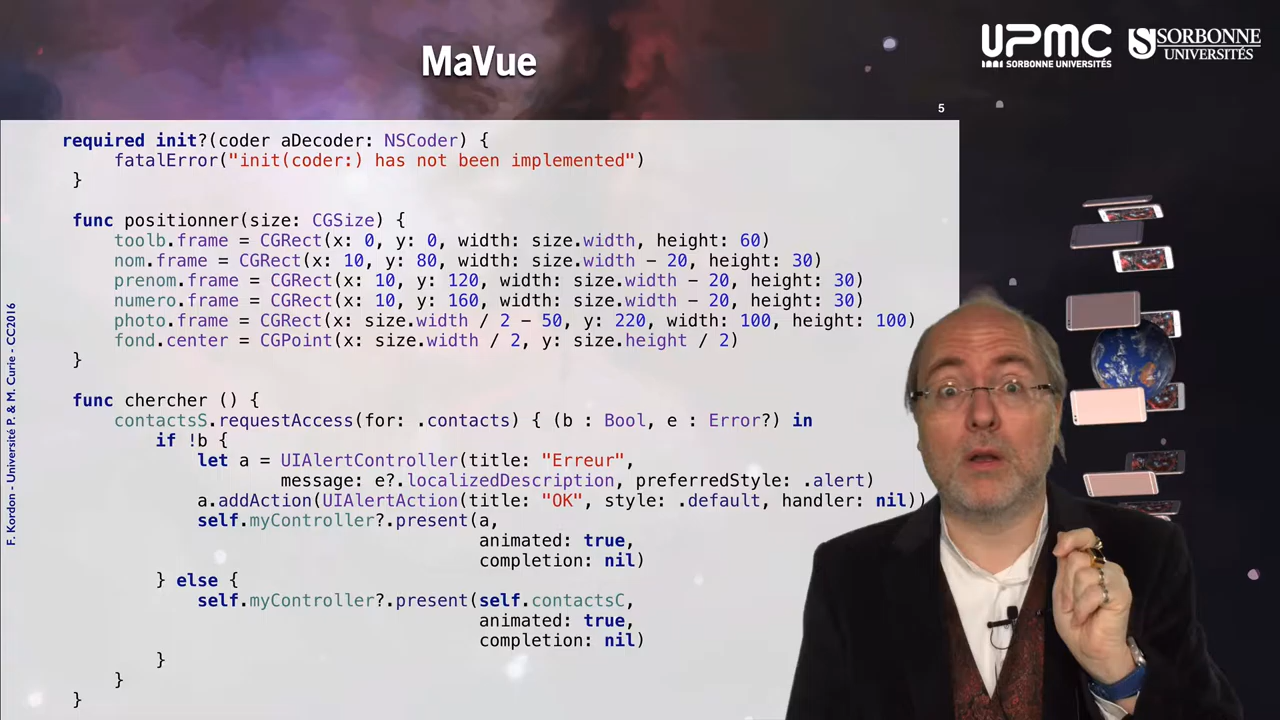 MaVue
UPMC
SORBONNE UNIVERSITÉS
SORBONNE
UNIVERSITÉS
5
required init?(coder aDecoder: NSCoder) {
fatalError("init(coder:) has not been implemented")
}
func positionner(size: CGSize) {
toolb.frame = CGRect(x: 0, y: 0, width: size.width, height: 60)
nom.frame = CGRect(x: 10, y: 80, width: size.width - 20, height: 30)
prenom.frame = CGRect(x: 10, y: 120, width: size.width - 20, height: 30)
numero.frame = CGRect(x: 10, y: 160, width: size.width - 20, height: 30)
photo.frame = CGRect(x: size.width / 2 - 50, y: 220, width: 100, height: 100)
fond.center = CGPoint(x: size.width / 2, y: size.height / 2)
}
func chercher () {
contactsS.requestAccess(for: .contacts) { (b : Bool, e : Error?) in
if !b {
let a = UIAlertController(title: "Erreur",
message: e?.localizedDescription, preferredStyle: .alert)
a.addAction(UIAlertAction(title: "OK", style: .default, handler: nil))
self.myController?.present(a,
animated: true,
completion: nil)
} else {
self.myController?.present(self.contactsC,
animated: true,
completion: nil)
}
}
}
F. Kordon - Université P. & M. Curie - CC2016